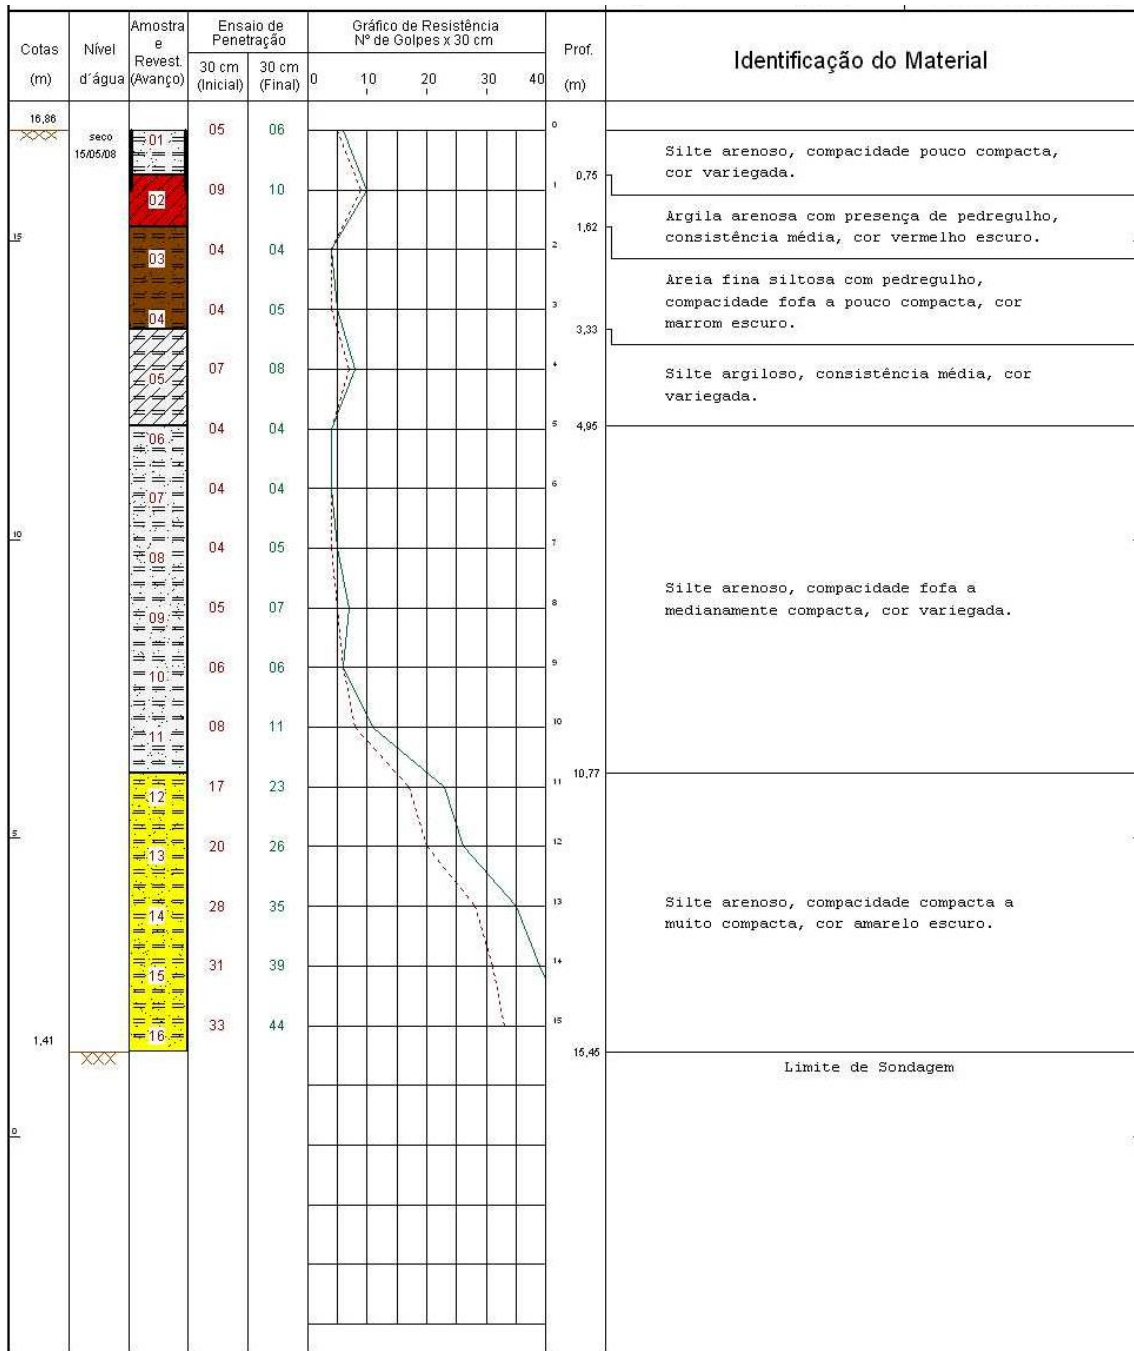 Cotas
(m)
Nível
d´água
Amostra
e
Revest.
(Avanço)
Ensaio de
Penetração
30 cm
(Inicial)
30 cm
(Final)
Gráfico de Resistência
Nº de Golpes x 30 cm
0 10 20 30 40
Prof.
(m)
Identificação do Material
16,86
seco
15/05/08
01 05 06 0
Silte arenoso, compacidade pouco compacta,
cor variegada.
0,75
02 09 10 1
Argila arenosa com presença de pedregulho,
consistência média, cor vermelho escuro.
1,62
15
03 04 04 2
Areia fina siltosa com pedregulho,
compacidade fofa a pouco compacta, cor
marrom escuro.
04 04 05 3
3,33
05 07 08 4
Silte argiloso, consistência média, cor
variegada.
4,95
06 04 04 5
07 04 04 6
10
08 04 05 7
09 05 07 8
Silte arenoso, compacidade fofa a
medianamente compacta, cor variegada.
10 06 06 9
11 08 11 10
10,77
12 17 23 11
5
13 20 26 12
14 28 35 13
Silte arenoso, compacidade compacta a
muito compacta, cor amarelo escuro.
15 31 39 14
16 33 44 15
1,41
15,45
Limite de Sondagem
0